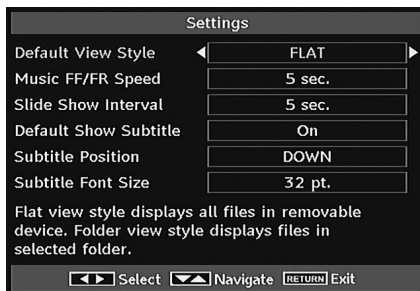 Settings
Default View Style FLAT
Music FF/FR Speed 5 sec.
Slide Show Interval 5 sec.
Default Show Subtitle On
Subtitle Position DOWN
Subtitle Font Size 32 pt.
Flat view style displays all files in removable
device. Folder view style displays files in
selected folder.
Select Navigate RETURN Exit